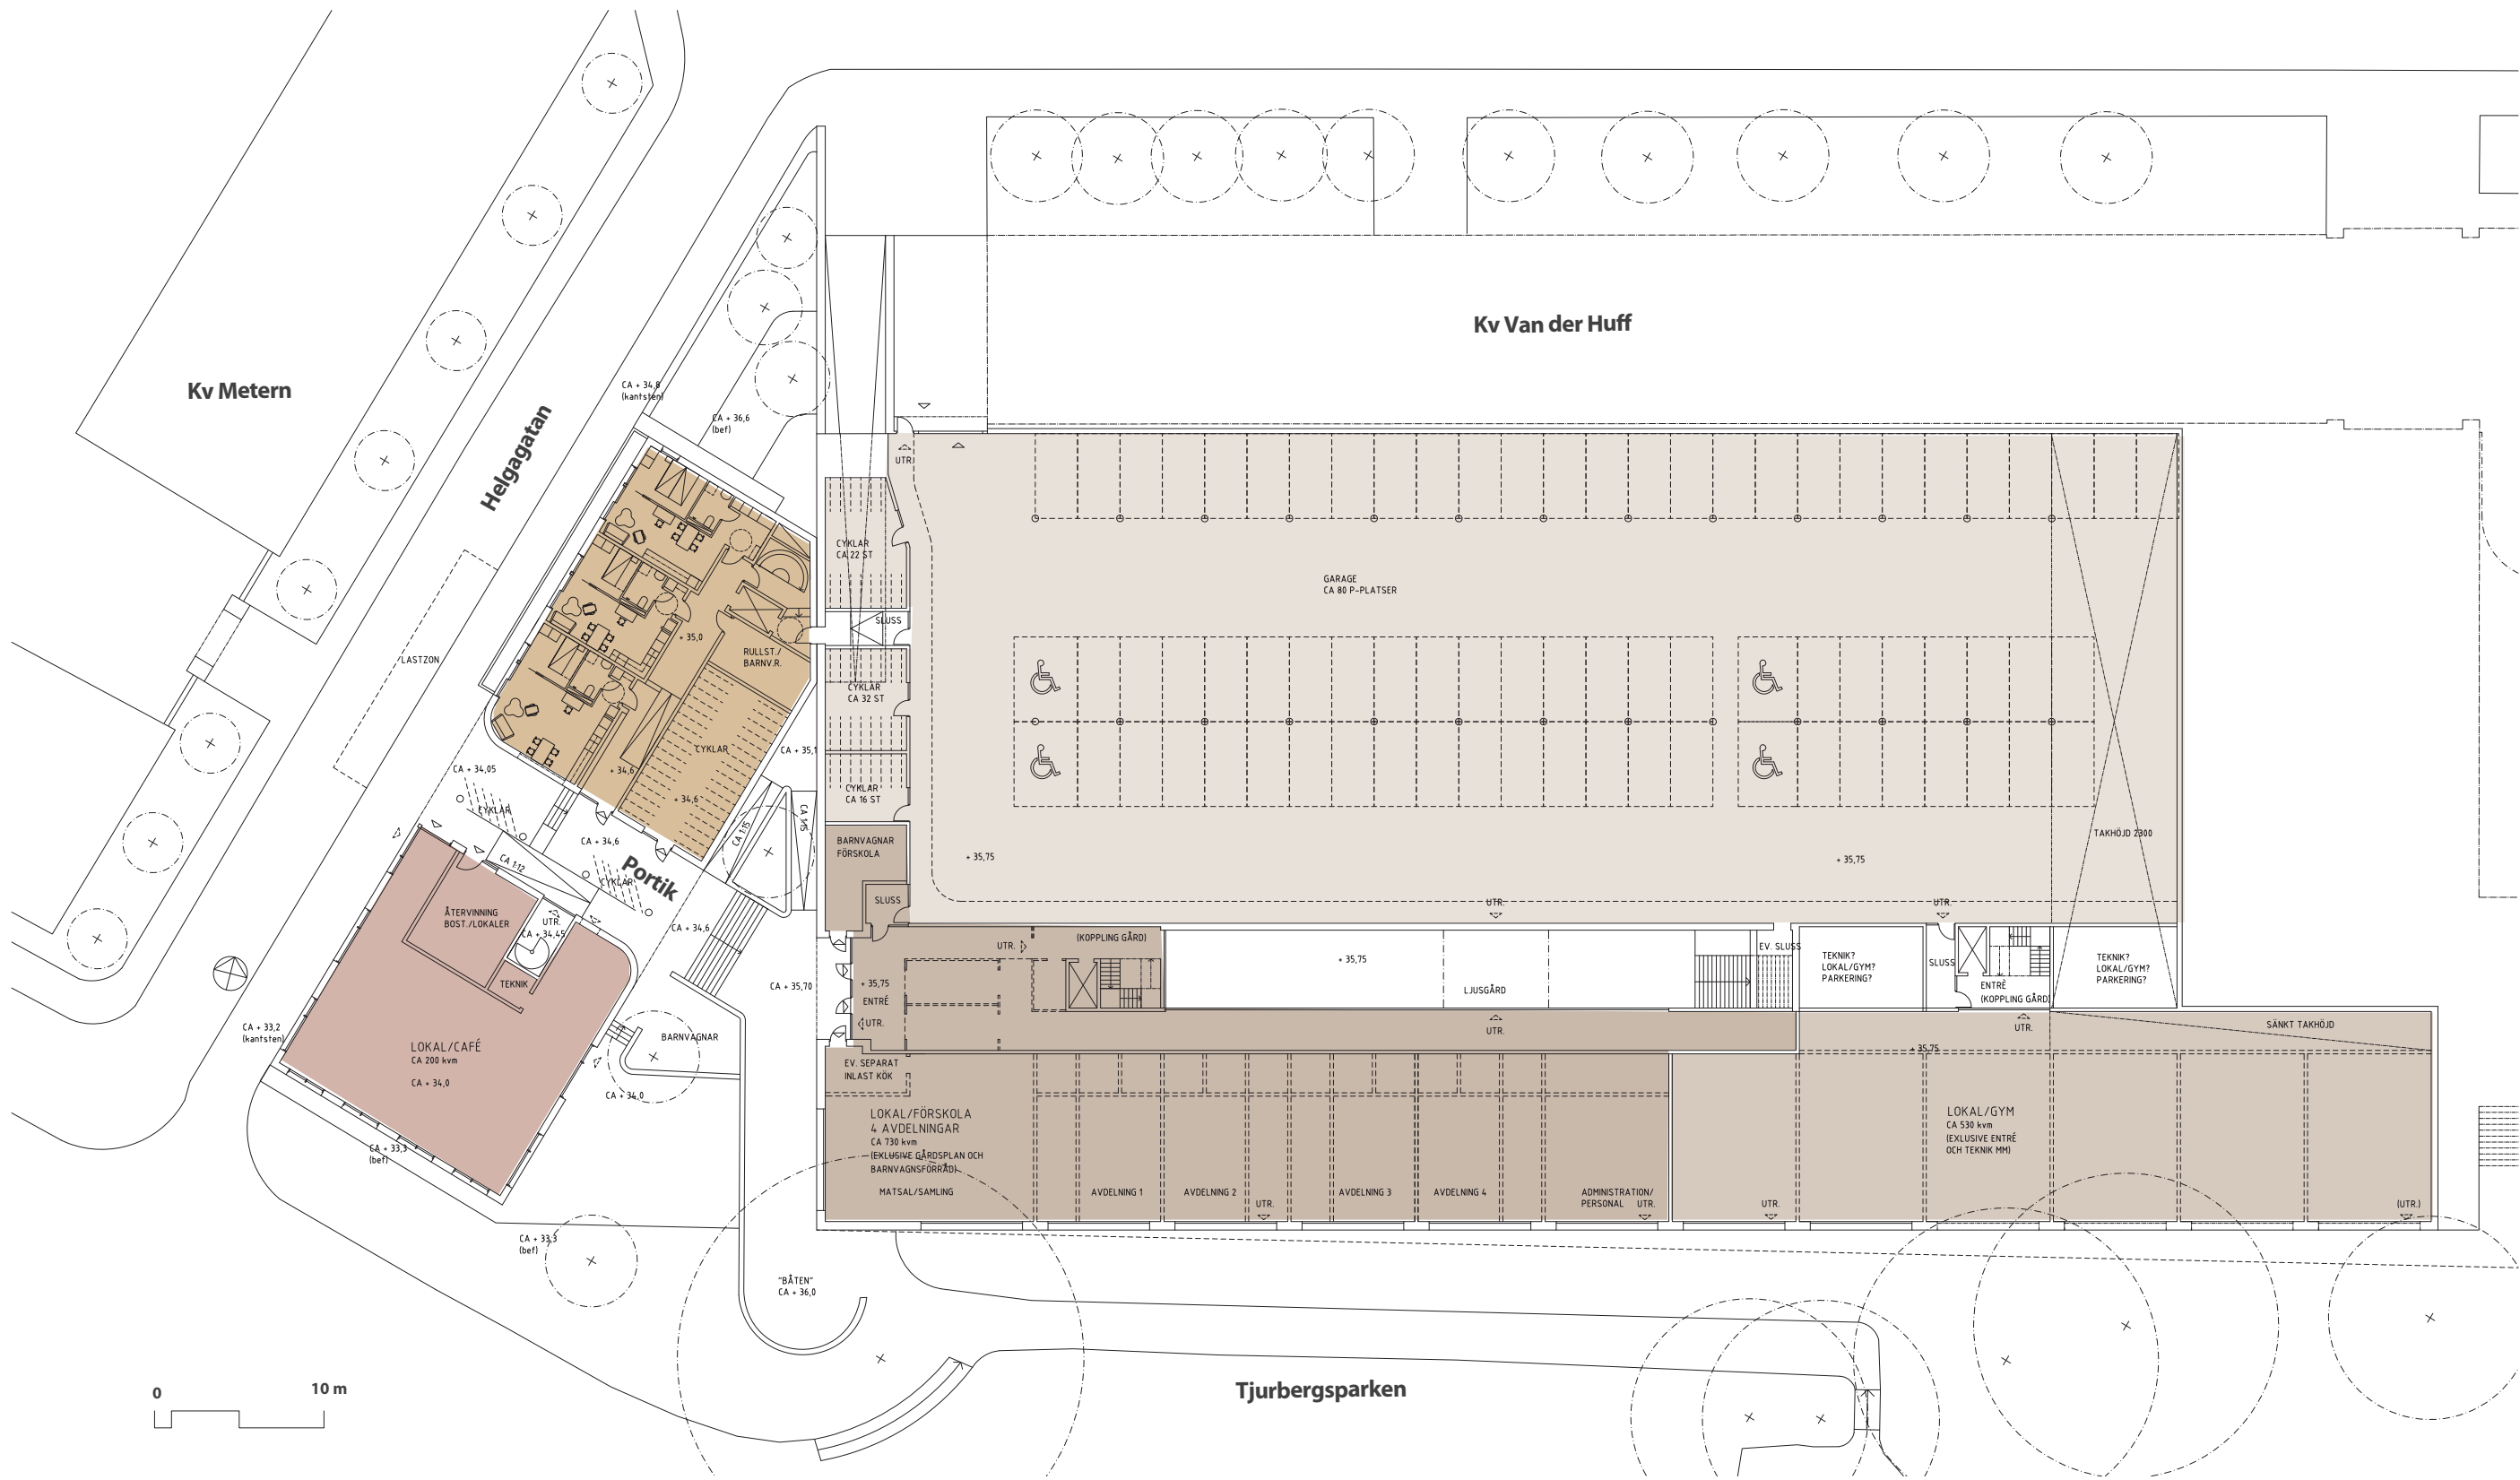 Kv Van der Huff
Kv Metern
Helgagatan
CA + 34,8
(kantsten)
CA + 36,6
(bef)
UTR.
CYKLAR
CA 22 ST
GARAGE
CA 80 P-PLATSER
SLUSS
+ 35,0
RULLST./
BARNV.R.
LASTZON
CYKLAR
CA 32 ST
CYKLAR
CA + 35,1
+ 34,6
CA + 34,05
CYKLAR
+ 34,6
CYKLAR
CA 16 ST
CA 1:15
CA 1:15
TAKHÖJD 2300
CA + 34,6
BARNVAGNAR
FÖRSKOLA
+ 35,75
+ 35,75
CA 1:12
Portik
CYKLAR
SLUSS
UTR.
UTR.
ÅTERVINNING
BOST./LOKALER
UTR.
CA + 34,45
CA + 34,6
(KOPPLING GÅRD)
UTR.
EV. SLUSS
TEKNIK?
LOKAL/GYM?
PARKERING?
SLUSS
TEKNIK?
LOKAL/GYM?
PARKERING?
+ 35,75
TEKNIK
CA + 35,70
+ 35,75
ENTRÉ
UTR.
LJUSGÅRD
ENTRÉ
(KOPPLING GÅRD)
UTR.
UTR.
SÄNKT TAKHÖJD
CA + 33,2
(kantsten)
BARNVAGNAR
LOKAL/CAFÉ
CA 200 kvm
CA + 34,0
+ 35,75
EV. SEPARAT
INLAST KÖK
CA + 34,0
LOKAL/FÖRSKOLA
4 AVDELNINGAR
CA 730 kvm
(EXLUSIVE GÅRDSPLAN OCH
BARNVAGNSFÖRRÅD)
LOKAL/GYM
CA 530 kvm
(EXLUSIVE ENTRÉ
OCH TEKNIK MM)
CA + 33,3
(bef)
MATSAL/SAMLING
AVDELNING 1
AVDELNING 2
UTR.
AVDELNING 3
AVDELNING 4
ADMINISTRATION/
PERSONAL
UTR.
UTR.
(UTR.)
CA + 33,3
(bef)
"BÅTEN"
CA + 36,0
Tjurbergsparken
0
10 m